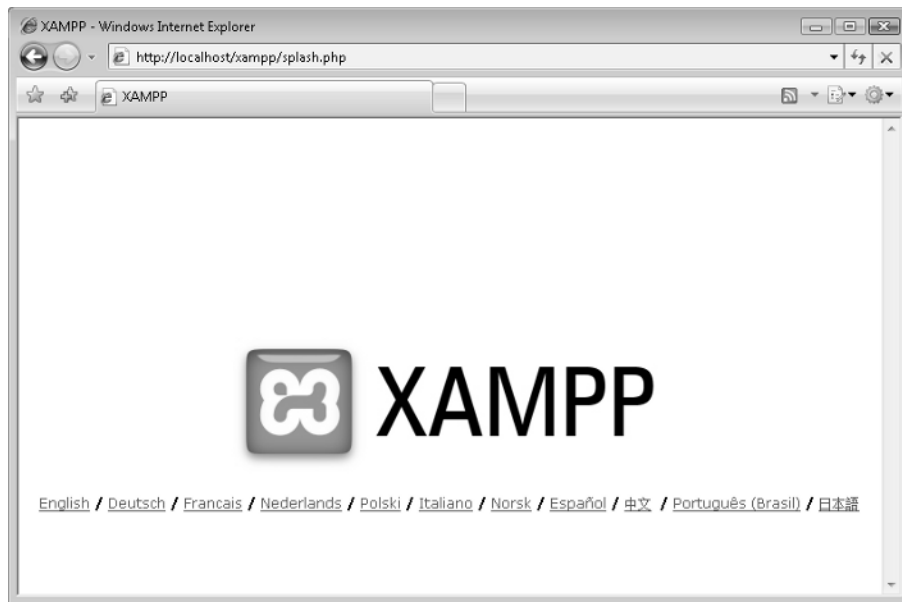 XAMPP - Windows Internet Explorer
http://localhost/xampp/splash.php
XAMPP
XAMPP
English / Deutsch / Francais / Nederlands / Polski / Italiano / Norsk / Español / 中文 / Português (Brasil) / 日本語